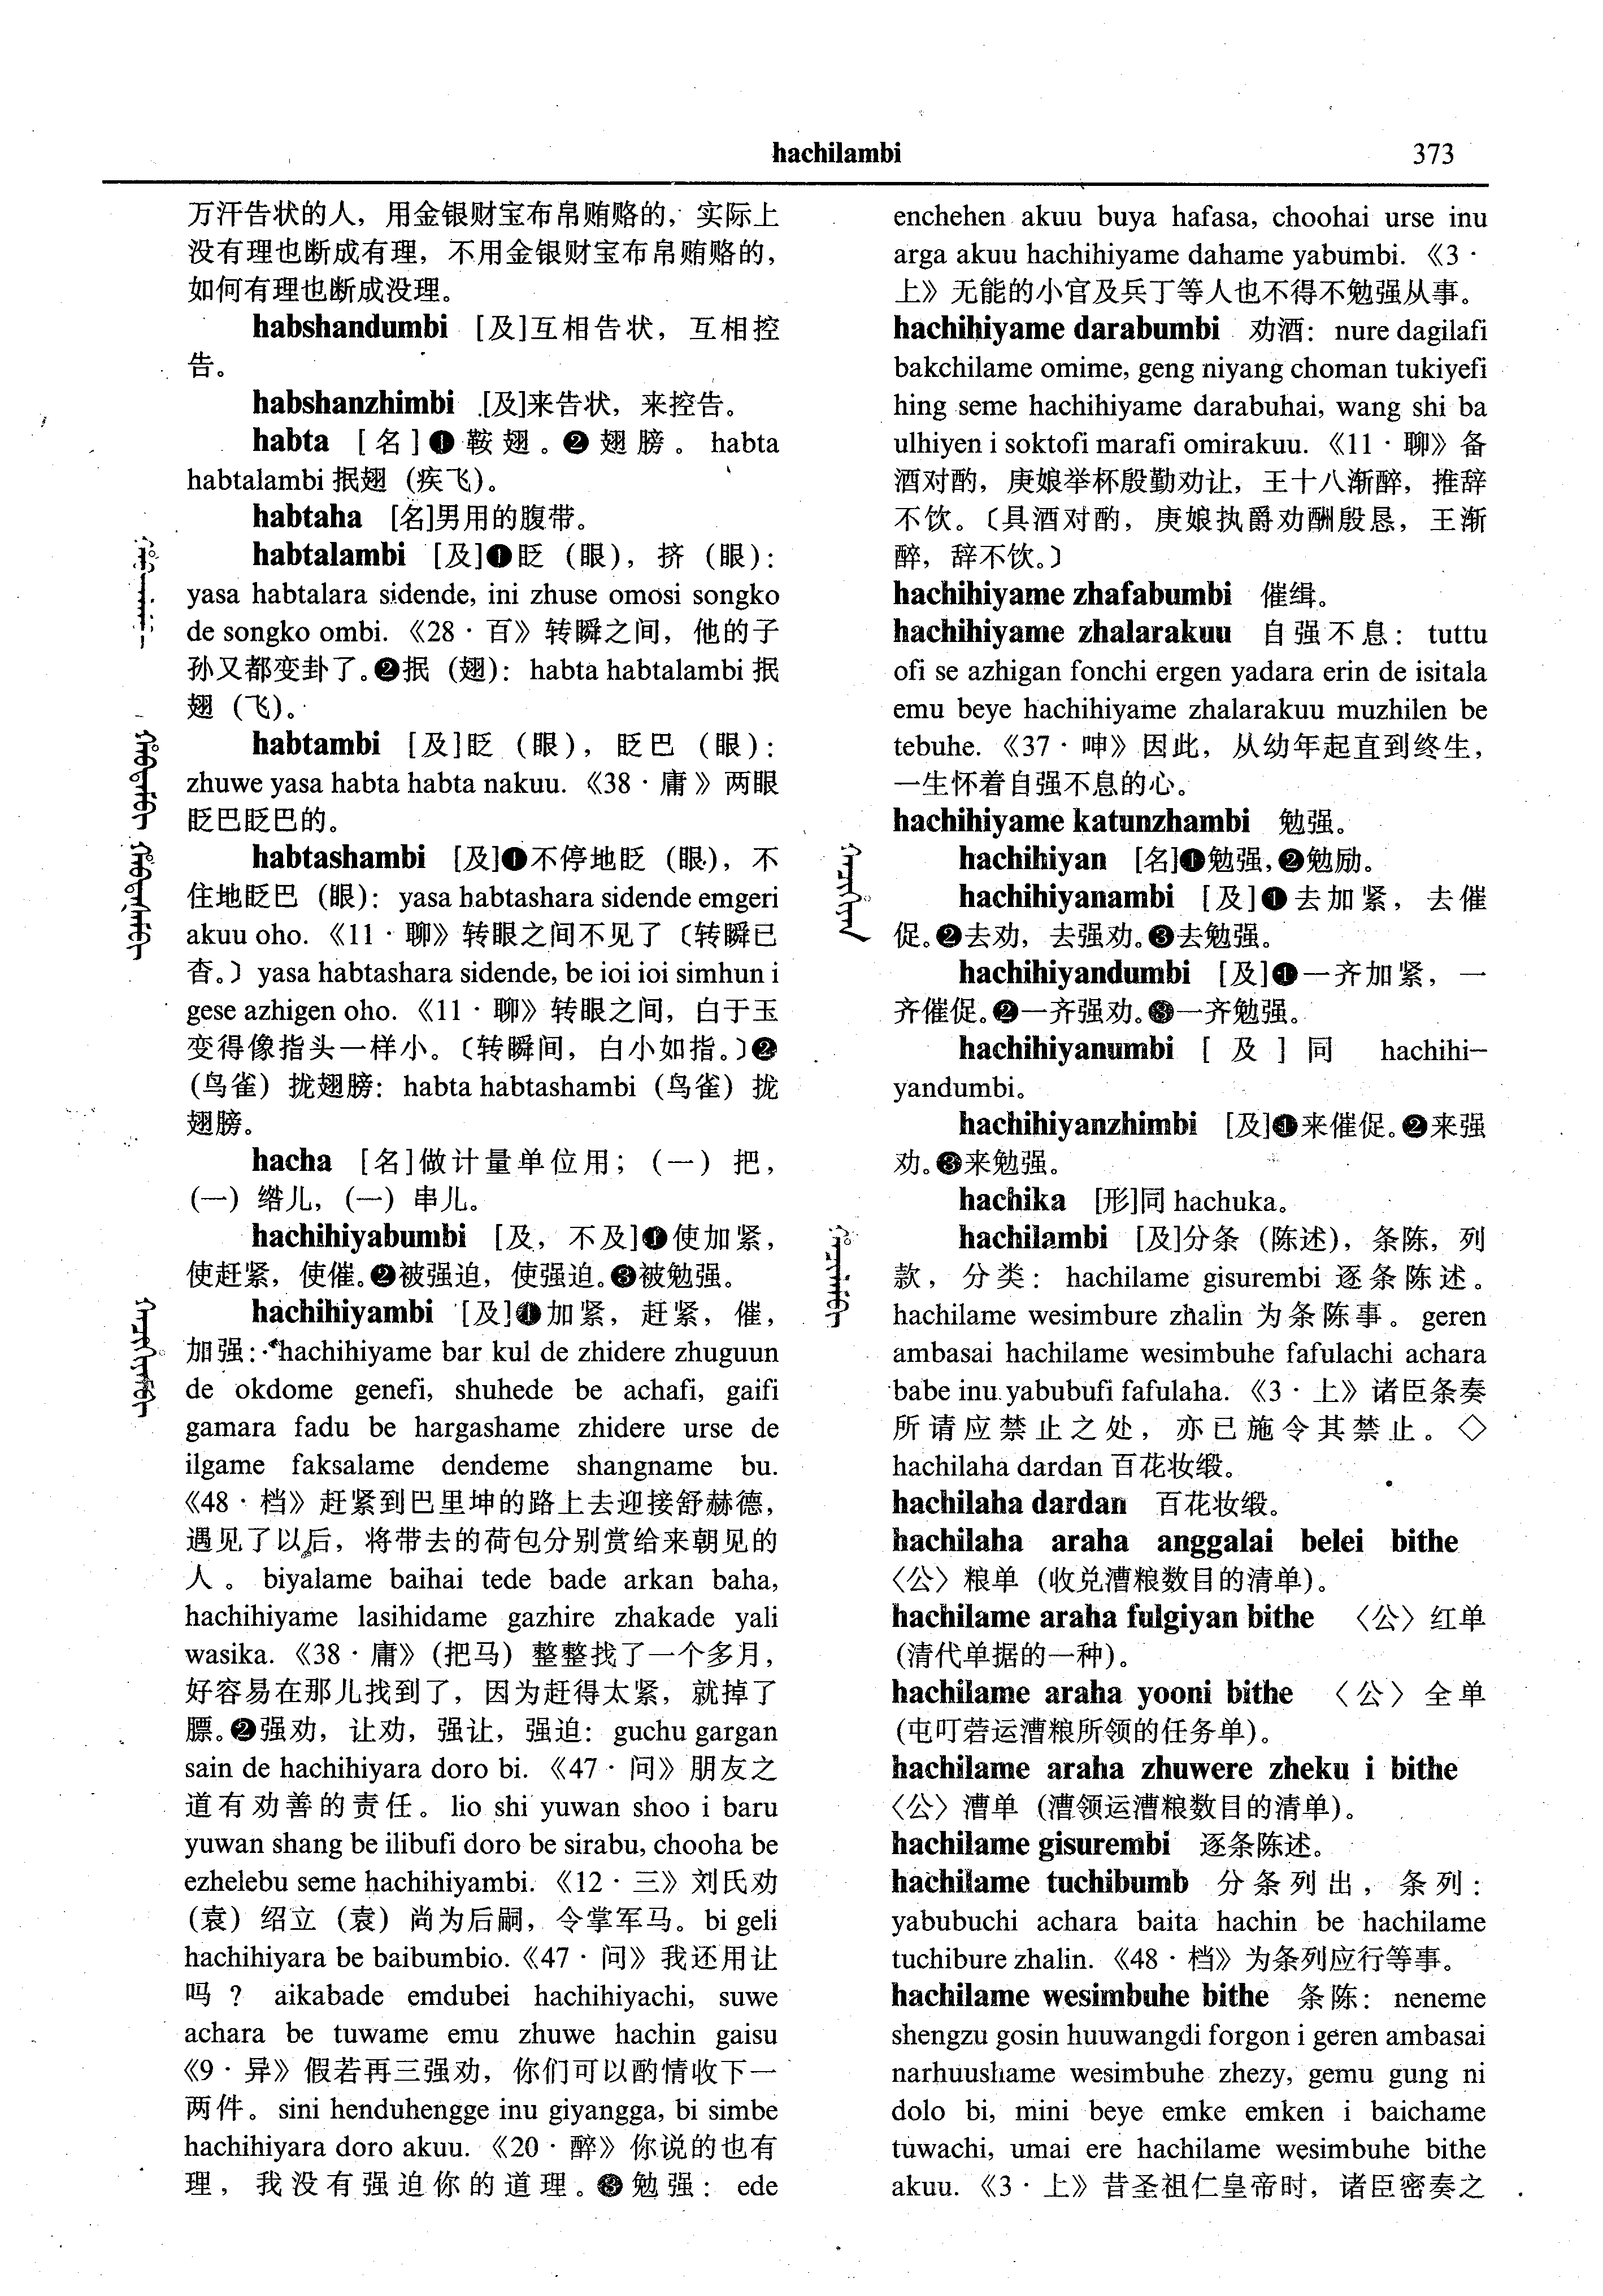 hachilambi 373
万汗告状的人，用金银财宝布帛贿赂的，实际上
没有理也断成有理，不用金银财宝布帛贿赂的，
如何有理也断成没理。
habshandumbi [及]互相告状，互相控
告。
habshanzhimbi [及]来告状，来控告。
habta [名]❶鞍翅。❷翅膀。habta
habtalambi 抿翅（疾飞）。
habtaha [名]男用的腹带。
habtalambi [及]❶眨（眼），挤（眼）：
yasa habtalara sidende, ini zhuse omosi songko
de songko ombi.《28·百》转瞬之间，他的子
孙又都变卦了。❷抿（翅）：habta habtalambi 抿
翅（飞）。
habtambi [及]眨（眼），眨巴（眼）：
zhuwe yasa habta habta nakuu.《38·庸》两眼
眨巴眨巴的。
habtashambi [及]❶不停地眨（眼），不
住地眨巴（眼）：yasa habtashara sidende emgeri
akuu oho.《11·聊》转眼之间不见了〔转瞬已
杳。〕yasa habtashara sidende, be ioi ioi simhun i
gese azhigen oho.《11·聊》转眼之间，白于玉
变得像指头一样小。〔转瞬间，白小如指。〕❷
（鸟雀）拢翅膀：habta habtashambi（鸟雀）拢
翅膀。
hacha [名]做计量单位用；（一）把，
（一）绺儿，（一）串儿。
hachihiyabumbi [及，不及]❶使加紧，
使赶紧，使催。❷被强迫，使强迫。❸被勉强。
hachihiyambi [及]❶加紧，赶紧，催，
加强：hachihiyame bar kul de zhidere zhuguun
de okdome genefi, shuhede be achafi, gaifi
gamara fadu be hargashame zhidere urse de
ilgame faksalame dendeme shangname bu.
《48·档》赶紧到巴里坤的路上去迎接舒赫德，
遇见了以后，将带去的荷包分别赏给来朝见的
人。biyalame baihai tede bade arkan baha,
hachihiyame lasihidame gazhire zhakade yali
wasika.《38·庸》（把马）整整找了一个多月，
好容易在那儿找到了，因为赶得太紧，就掉了
膘。❷强劝，让劝，强让，强迫：guchu gargan
sain de hachihiyara doro bi.《47·问》朋友之
道有劝善的责任。lio shi yuwan shoo i baru
yuwan shang be ilibufi doro be sirabu, chooha be
ezhelebu seme hachihiyambi.《12·三》刘氏劝
（袁）绍立（袁）尚为后嗣，令掌军马。bi geli
hachihiyara be baibumbio.《47·问》我还用让
吗？aikabade emdubei hachihiyachi, suwe
achara be tuwame emu zhuwe hachin gaisu
《9·异》假若再三强劝，你们可以酌情收下一
两件。sini henduhengge inu giyangga, bi simbe
hachihiyara doro akuu.《20·醉》你说的也有
理，我没有强迫你的道理。❸勉强：ede
enchehen akuu buya hafasa, choohai urse inu
arga akuu hachihiyame dahame yabumbi.《3·
上》无能的小官及兵丁等人也不得不勉强从事。
hachihiyame darabumbi 劝酒：nure dagilafi
bakchilame omime, geng niyang choman tukiyefi
hing seme hachihiyame darabuhai, wang shi ba
ulhiyen i soktofi marafi omirakuu.《11·聊》备
酒对酌，庚娘举杯殷勤劝让，王十八渐醉，推辞
不饮。〔具酒对酌，庚娘执爵劝酬殷恳，王渐
醉，辞不饮。〕
hachihiyame zhafabumbi 催缉。
hachihiyame zhalarakuu 自强不息：tuttu
ofi se azhigan fonchi ergen yadara erin de isitala
emu beye hachihiyame zhalarakuu muzhilen be
tebuhe.《37·呻》因此，从幼年起直到终生，
一生怀着自强不息的心。
hachihiyame katunzhambi 勉强。
hachihiyan [名]❶勉强，❷勉励。
hachihiyanambi [及]❶去加紧，去催
促。❷去劝，去强劝。❸去勉强。
hachihiyandumbi [及]❶一齐加紧，一
齐催促。❷一齐强劝。❸一齐勉强。
hachihiyanumbi [及]同 hachihi-
yandumbi。
hachihiyanzhimbi [及]❶来催促。❷来强
劝。❸来勉强。
hachika [形]同 hachuka。
hachilambi [及]分条（陈述），条陈，列
款，分类：hachilame gisurembi 逐条陈述。
hachilame wesimbure zhalin 为条陈事。geren
ambasai hachilame wesimbuhe fafulachi achara
babe inu yabubufi fafulaha.《3·上》诸臣条奏
所请应禁止之处，亦已施令其禁止。◇
hachilaha dardan 百花妆缎。
hachilaha dardan 百花妆缎。
hachilaha araha anggalai belei bithe
〈公〉粮单（收兑漕粮数目的清单）。
hachilame araha fulgiyan bithe 〈公〉红单
（清代单据的一种）。
hachilame araha yooni bithe 〈公〉全单
（屯叮若运漕粮所领的任务单）。
hachilame araha zhuwere zheku i bithe
〈公〉漕单（漕领运漕粮数目的清单）。
hachilame gisurembi 逐条陈述。
hachilame tuchibumb 分条列出，条列：
yabubuchi achara baita hachin be hachilame
tuchibure zhalin.《48·档》为条列应行等事。
hachilame wesimbuhe bithe 条陈：neneme
shengzu gosin huuwangdi forgon i geren ambasai
narhuushame wesimbuhe zhezy, gemu gung ni
dolo bi, mini beye emke emken i baichame
tuwachi, umai ere hachilame wesimbuhe bithe
akuu.《3·上》昔圣祖仁皇帝时，诸臣密奏之